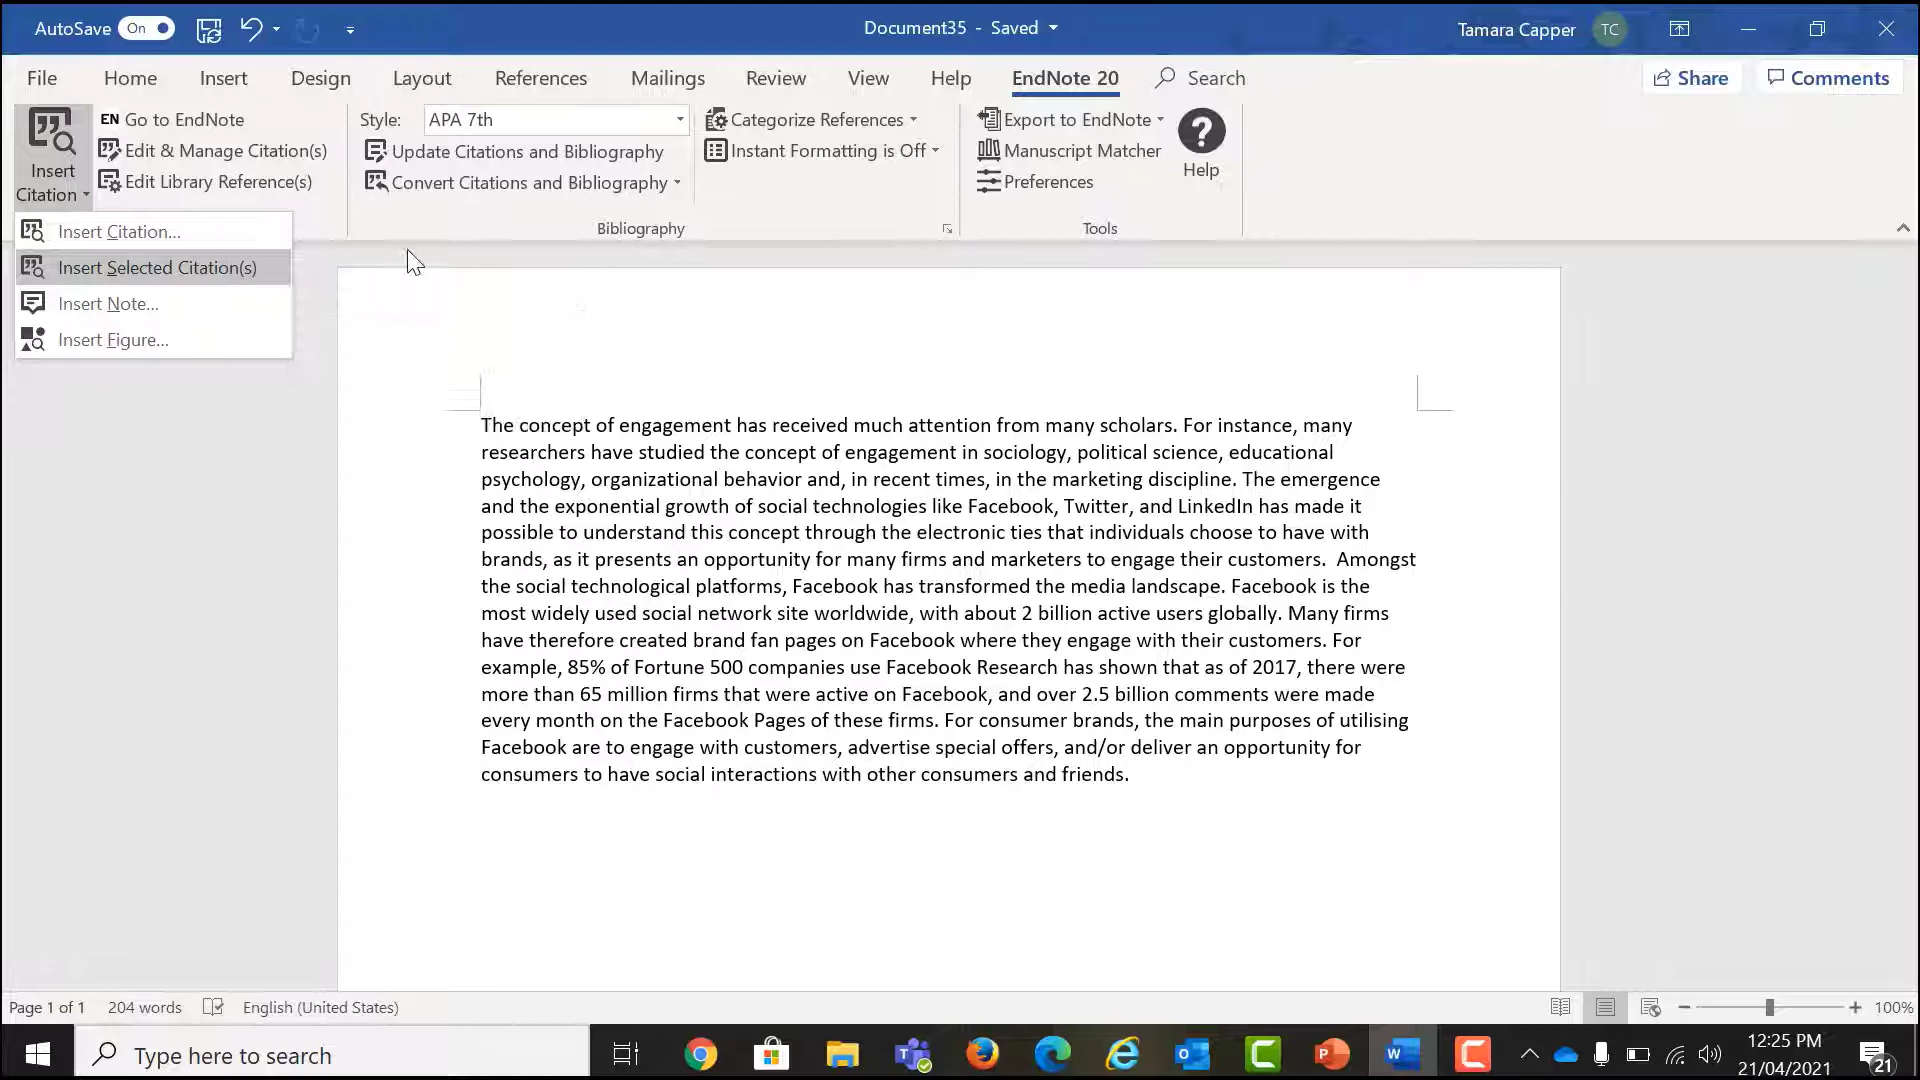 AutoSave On Document35 - Saved Tamara Capper TC
File Home Insert Design Layout References Mailings Review View Help EndNote 20 Search Share Comments
Insert Citation
EN Go to EndNote
Edit & Manage Citation(s)
Edit Library Reference(s)
Style: APA 7th
Update Citations and Bibliography
Convert Citations and Bibliography
Categorize References
Instant Formatting is Off
Bibliography
Export to EndNote
Manuscript Matcher
Preferences
Help
Tools
Insert Citation...
Insert Selected Citation(s)
Insert Note...
Insert Figure...
The concept of engagement has received much attention from many scholars. For instance, many
researchers have studied the concept of engagement in sociology, political science, educational
psychology, organizational behavior and, in recent times, in the marketing discipline. The emergence
and the exponential growth of social technologies like Facebook, Twitter, and LinkedIn has made it
possible to understand this concept through the electronic ties that individuals choose to have with
brands, as it presents an opportunity for many firms and marketers to engage their customers.  Amongst
the social technological platforms, Facebook has transformed the media landscape. Facebook is the
most widely used social network site worldwide, with about 2 billion active users globally. Many firms
have therefore created brand fan pages on Facebook where they engage with their customers. For
example, 85% of Fortune 500 companies use Facebook Research has shown that as of 2017, there were
more than 65 million firms that were active on Facebook, and over 2.5 billion comments were made
every month on the Facebook Pages of these firms. For consumer brands, the main purposes of utilising
Facebook are to engage with customers, advertise special offers, and/or deliver an opportunity for
consumers to have social interactions with other consumers and friends.
Page 1 of 1 204 words English (United States) 100%
Type here to search
12:25 PM
21/04/2021
21